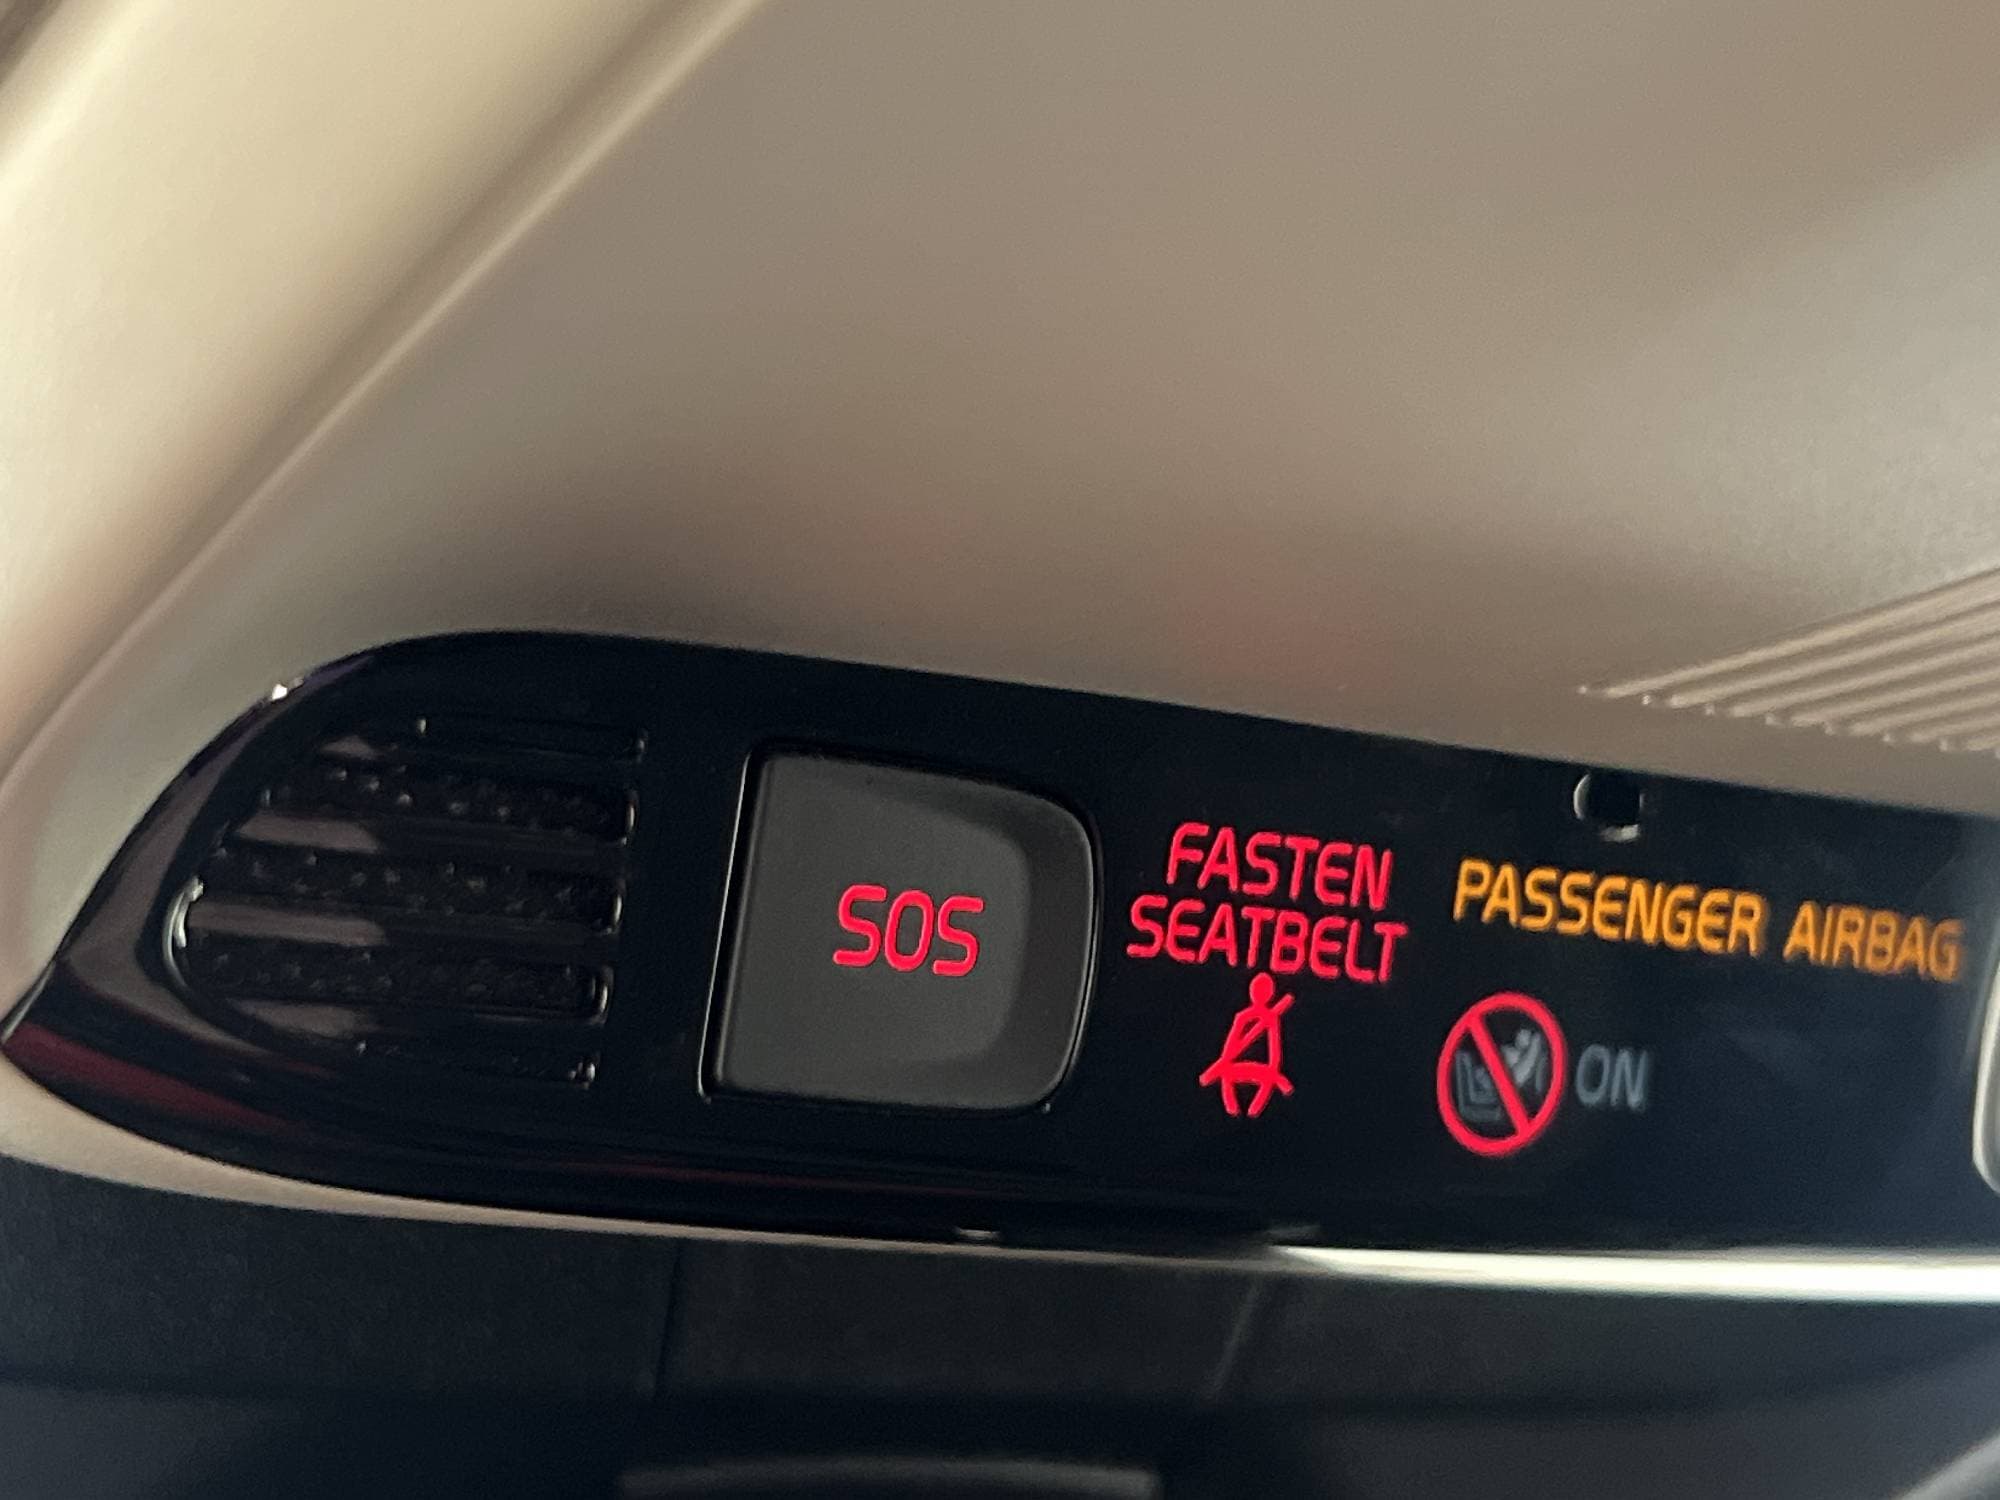 SOS
FASTEN
SEATBELT
PASSENGER AIRBAG
ON